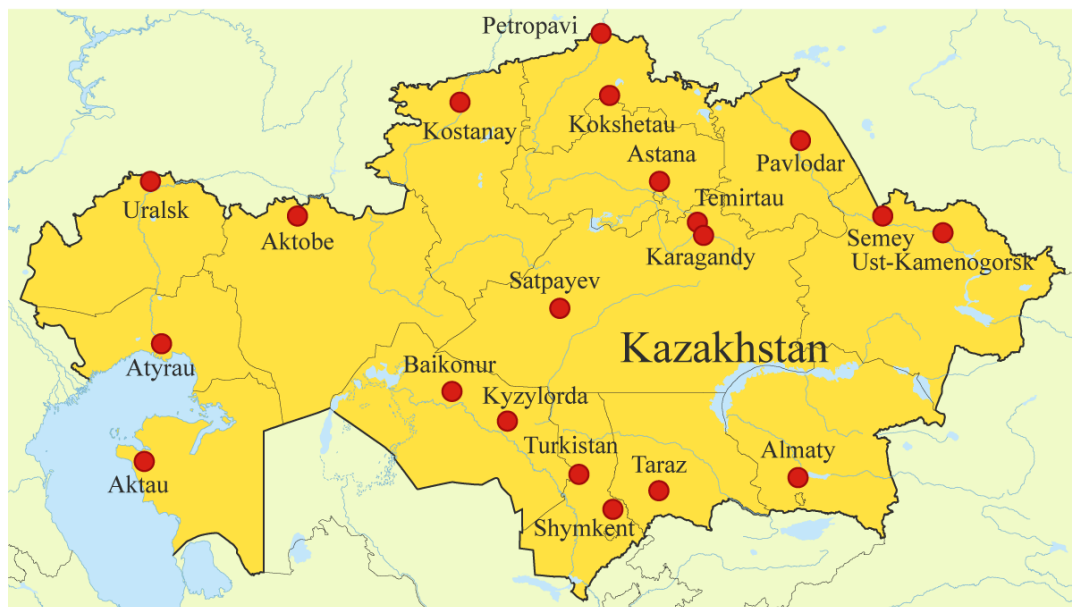 Petropavi
Kostanay
Kokshetau
Astana
Pavlodar
Uralsk
Aktobe
Temirtau
Karagandy
Semey
Ust-Kamenogorsk
Satpayev
Kazakhstan
Atyrau
Baikonur
Kyzylorda
Turkistan
Taraz
Almaty
Aktau
Shymkent